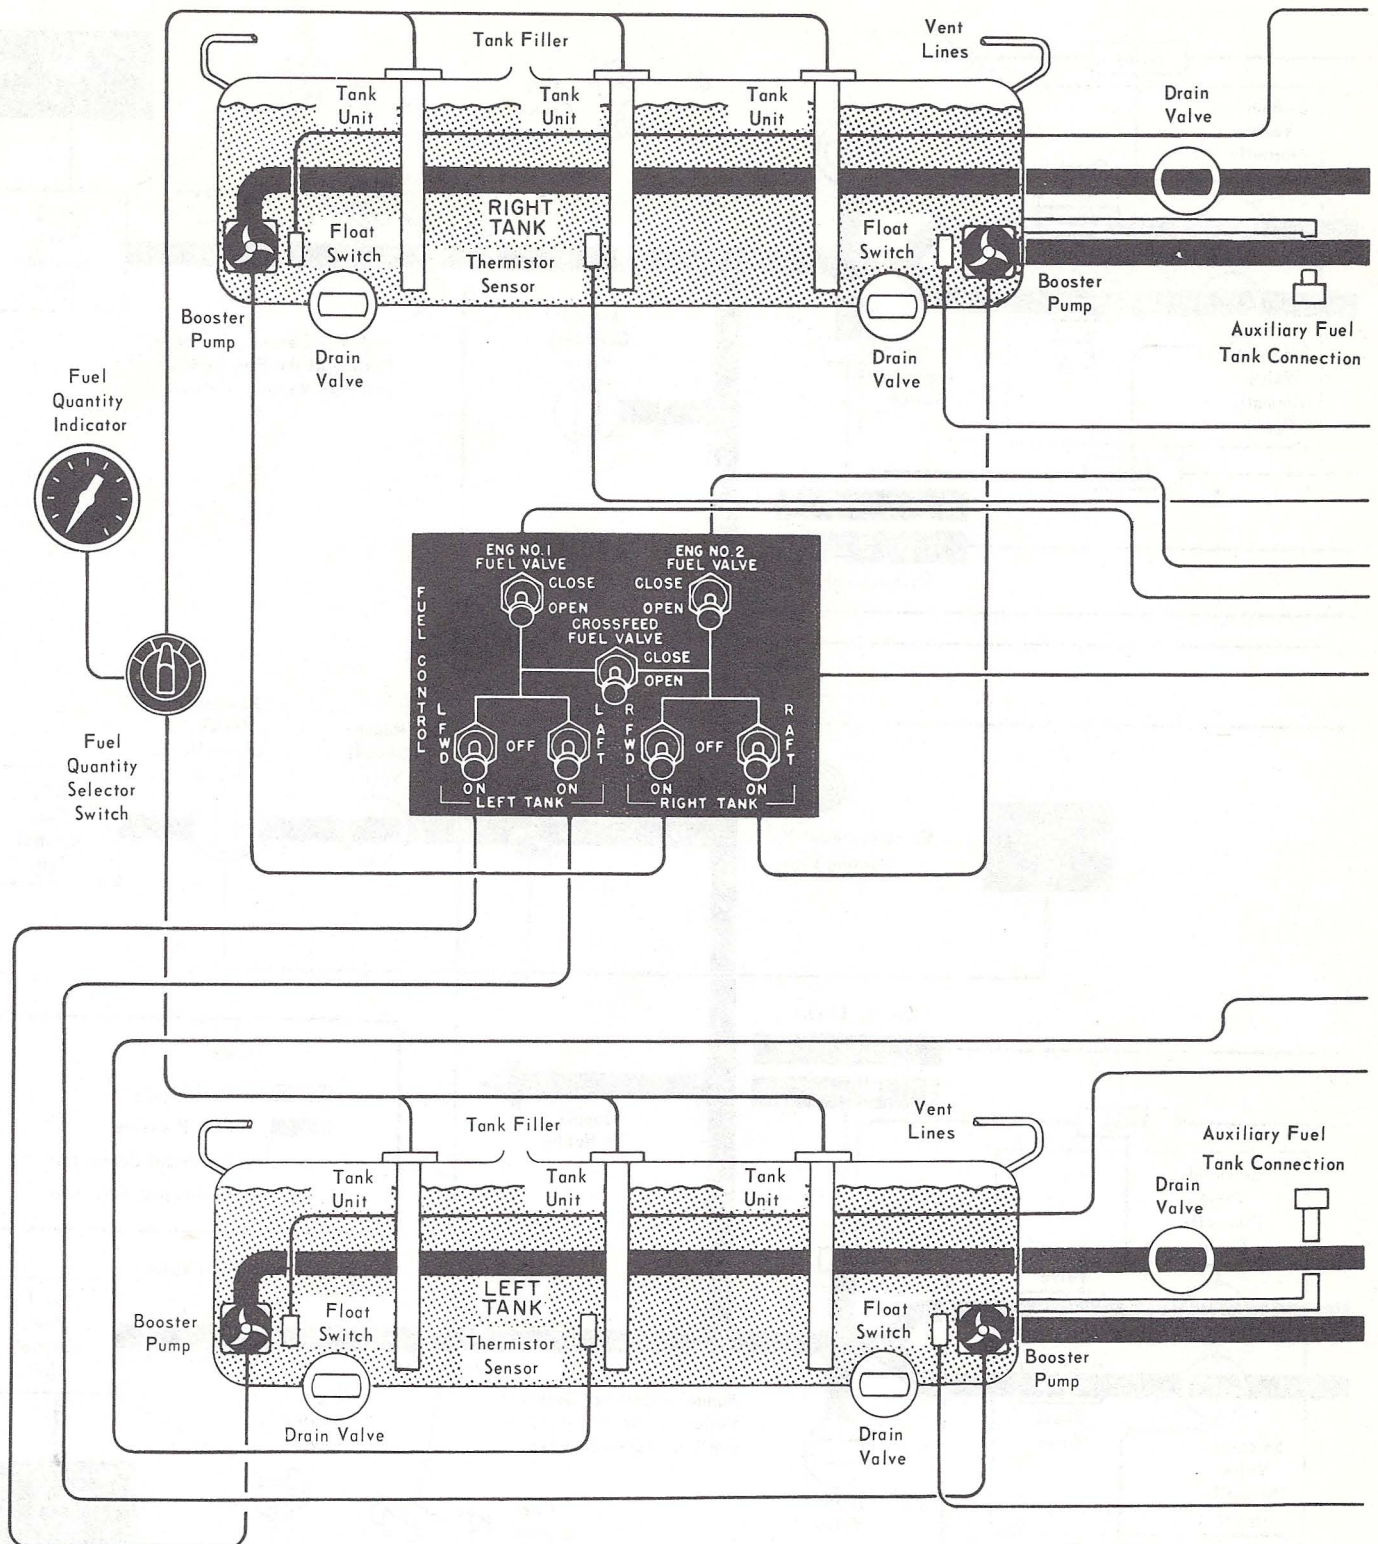 Tank Filler
Vent
Lines
Tank
Unit
Tank
Unit
Tank
Unit
Drain
Valve
RIGHT
TANK
Float
Switch
Thermistor
Sensor
Float
Switch
Booster
Pump
Booster
Pump
Drain
Valve
Drain
Valve
Auxiliary Fuel
Tank Connection
Fuel
Quantity
Indicator
FUEL CONTROL
ENG NO.1
FUEL VALVE
CLOSE
OPEN
ENG NO.2
FUEL VALVE
CLOSE
OPEN
CROSSFEED
FUEL VALVE
CLOSE
OPEN
L FWD
OFF
L AFT
R FWD
OFF
R AFT
ON
ON
ON
ON
LEFT TANK
RIGHT TANK
Fuel
Quantity
Selector
Switch
Tank Filler
Vent
Lines
Auxiliary Fuel
Tank Connection
Tank
Unit
Tank
Unit
Tank
Unit
Drain
Valve
LEFT
TANK
Booster
Pump
Float
Switch
Thermistor
Sensor
Float
Switch
Booster
Pump
Drain Valve
Drain
Valve